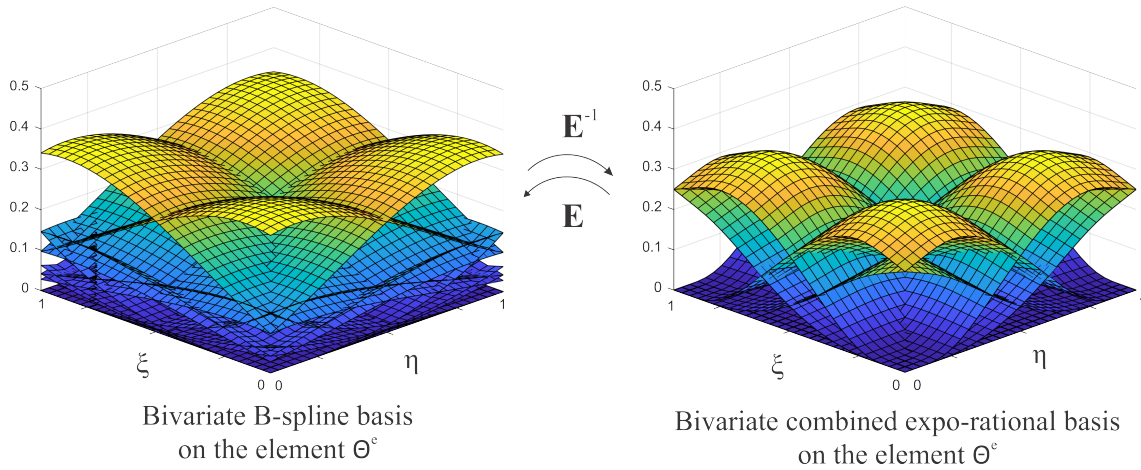 0.5
0.4
0.3
0.2
0.1
0
1
ξ
0 0
η
1
E⁻¹
E
0.5
0.4
0.3
0.2
0.1
0
1
ξ
0 0
η
Bivariate B-spline basis
on the element Θᵉ
Bivariate combined expo-rational basis
on the element Θᵉ